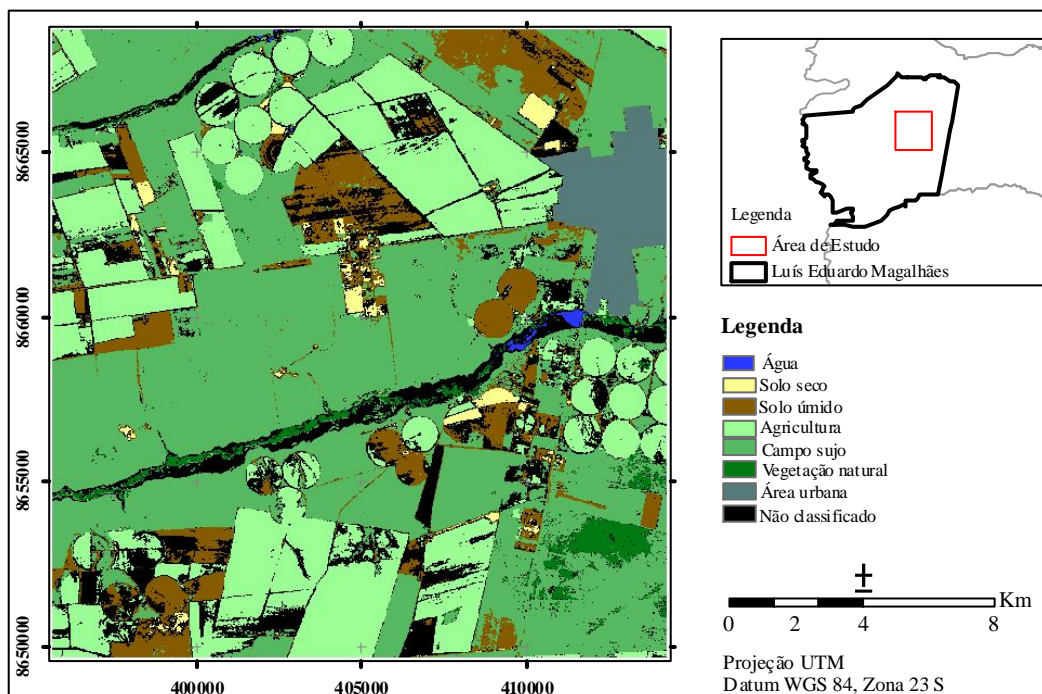 8665000
8660000
8655000
8650000
400000
405000
410000
Legenda
Área de Estudo
Luís Eduardo Magalhães
Legenda
Água
Solo seco
Solo úmido
Agricultura
Campo sujo
Vegetação natural
Área urbana
Não classificado
Km
0 2 4 8
Projeção UTM
Datum WGS 84, Zona 23 S